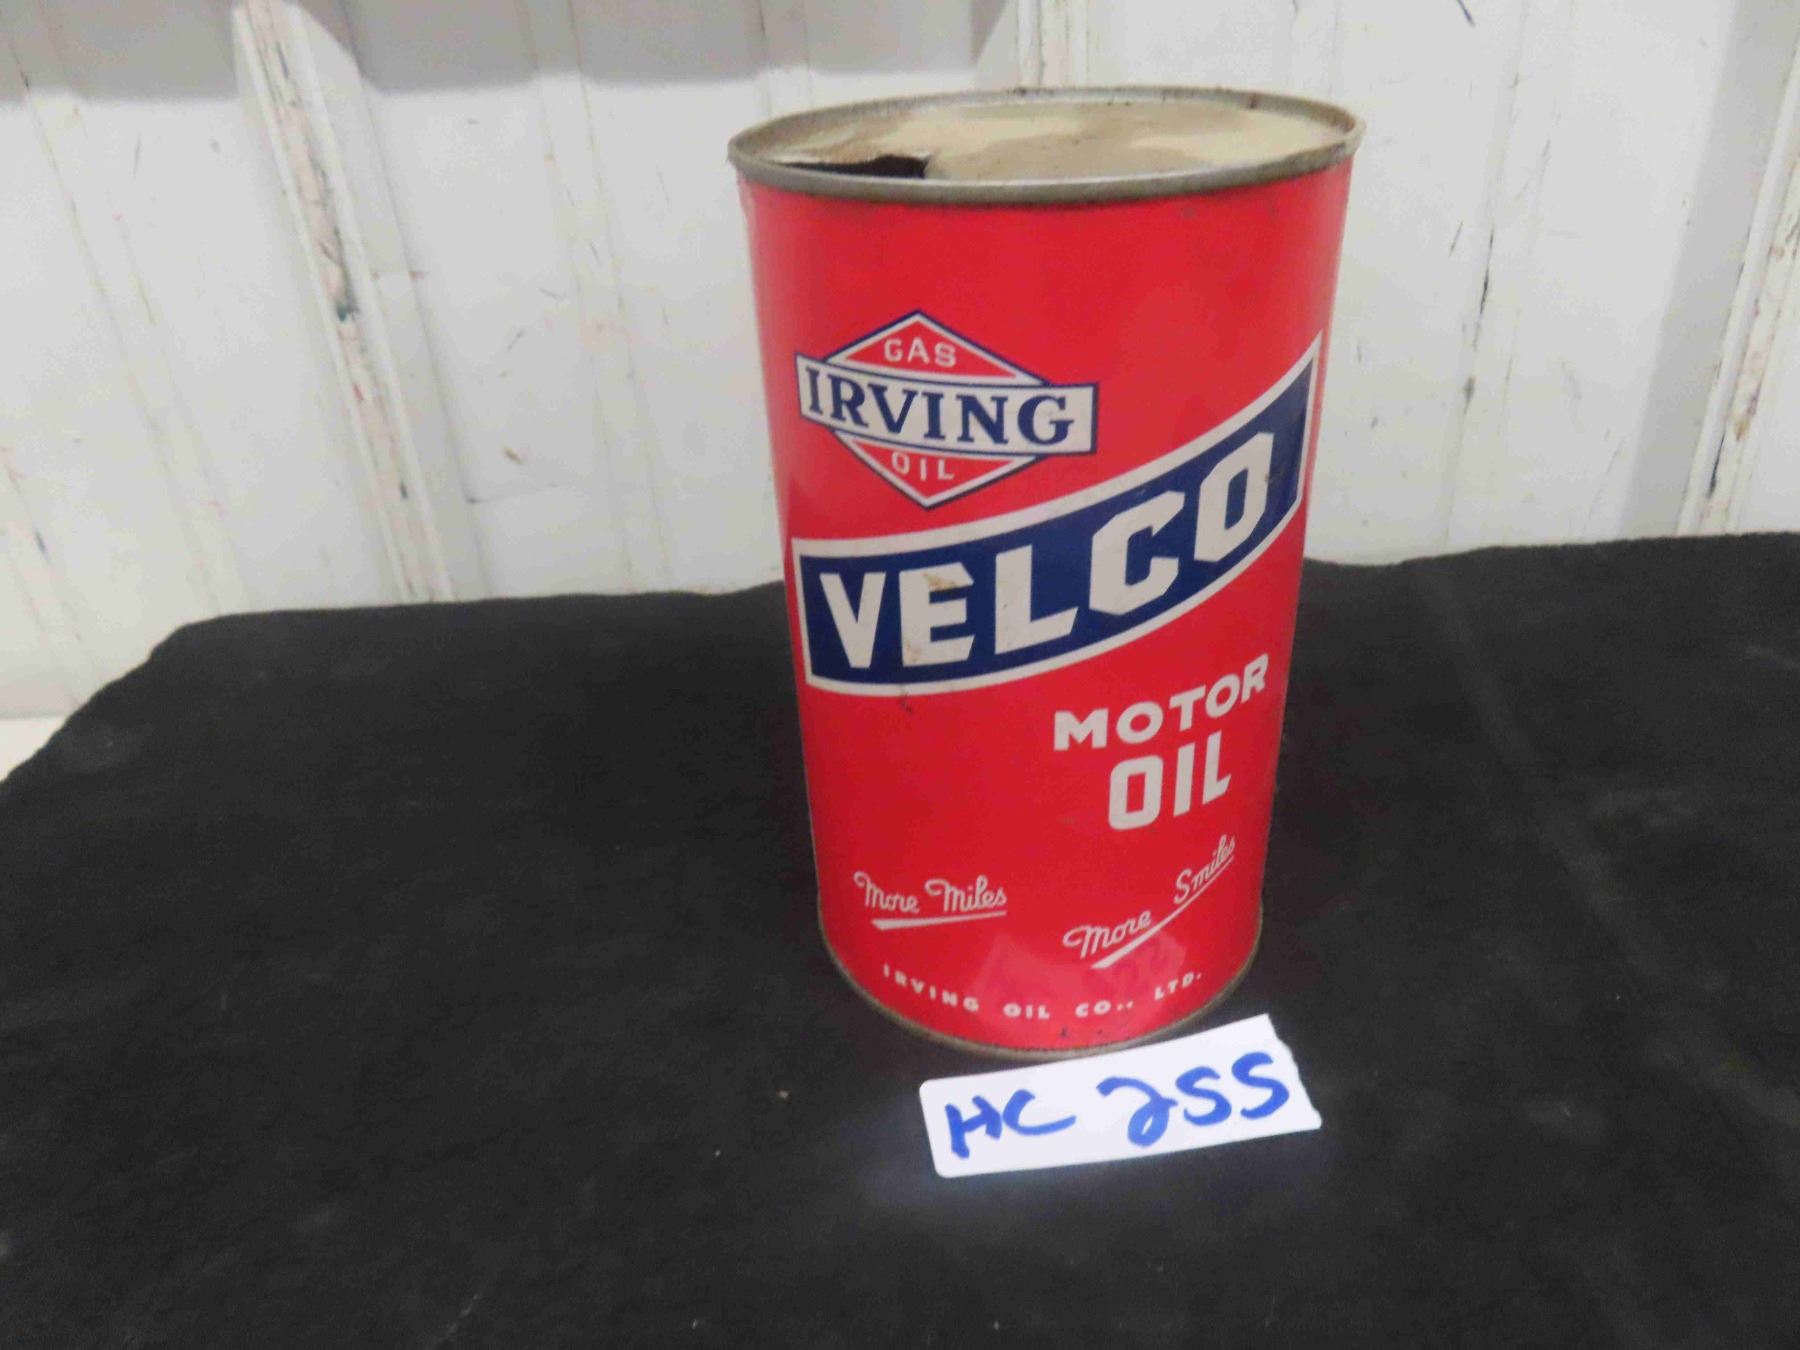 GAS
IRVING
OIL
VELCO
MOTOR
OIL
More Miles
More Smiles
IRVING OIL CO., LTD.
HC 255